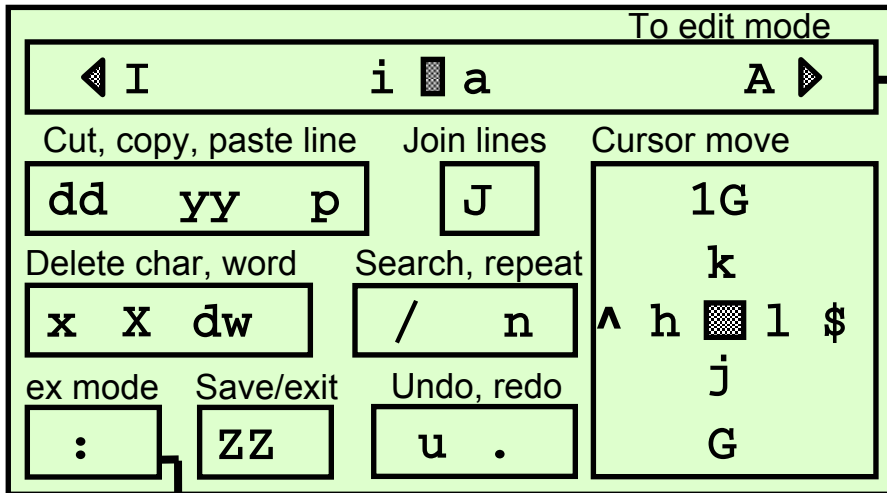 To edit mode
I i a A
Cut, copy, paste line Join lines Cursor move
dd yy p J 1G
Delete char, word Search, repeat k
x X dw / n ^ h l $
ex mode Save/exit Undo, redo j
: ZZ u . G